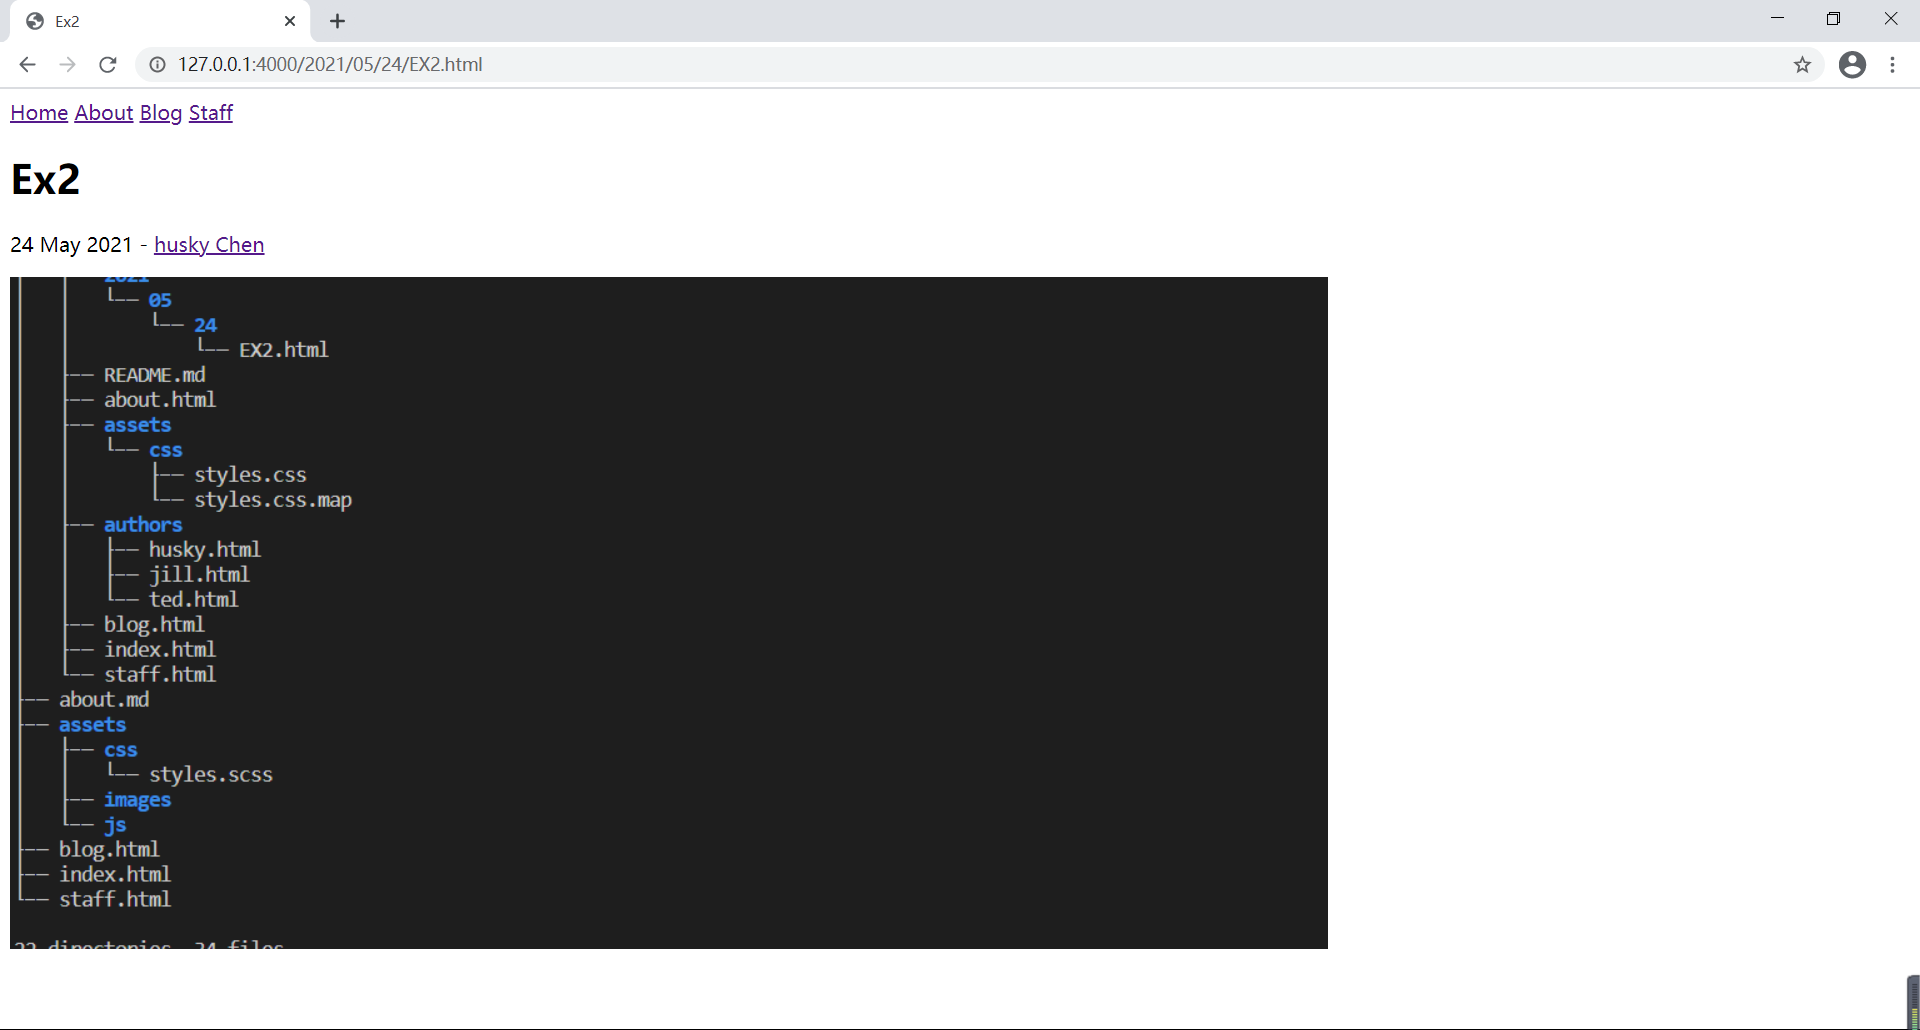 Ex2
127.0.0.1:4000/2021/05/24/EX2.html
Home About Blog Staff
Ex2
24 May 2021 - husky Chen
2021
└── 05
└── 24
└── EX2.html
├── README.md
├── about.html
├── assets
└── css
├── styles.css
└── styles.css.map
├── authors
├── husky.html
├── jill.html
└── ted.html
├── blog.html
├── index.html
└── staff.html
├── about.md
├── assets
├── css
└── styles.scss
├── images
└── js
├── blog.html
├── index.html
└── staff.html
directories, 24 files